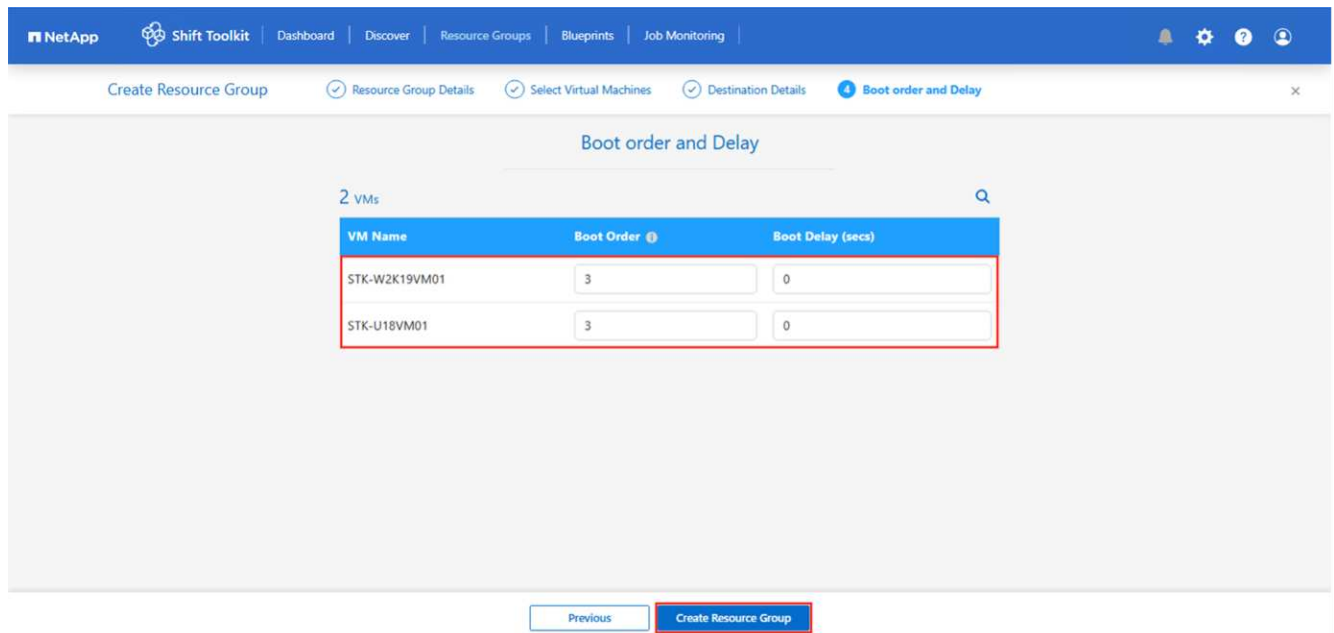 NetApp Shift Toolkit Dashboard Discover Resource Groups Blueprints Job Monitoring ?
Create Resource Group Resource Group Details Select Virtual Machines Destination Details 4 Boot order and Delay
Boot order and Delay
2 VMs
VM Name Boot Order Boot Delay (secs)
STK-W2K19VM01 3 0
STK-U18VM01 3 0
Previous Create Resource Group